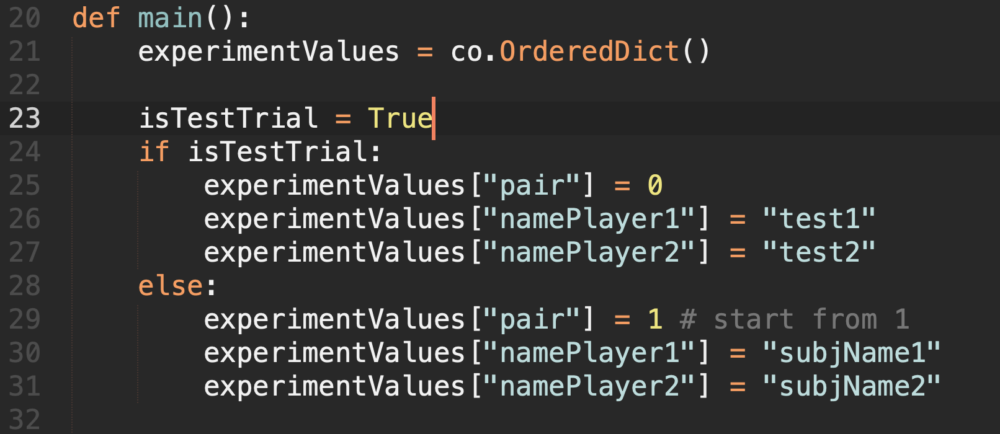 20 def main():
21     experimentValues = co.OrderedDict()
22
23     isTestTrial = True
24     if isTestTrial:
25         experimentValues["pair"] = 0
26         experimentValues["namePlayer1"] = "test1"
27         experimentValues["namePlayer2"] = "test2"
28     else:
29         experimentValues["pair"] = 1 # start from 1
30         experimentValues["namePlayer1"] = "subjName1"
31         experimentValues["namePlayer2"] = "subjName2"
32